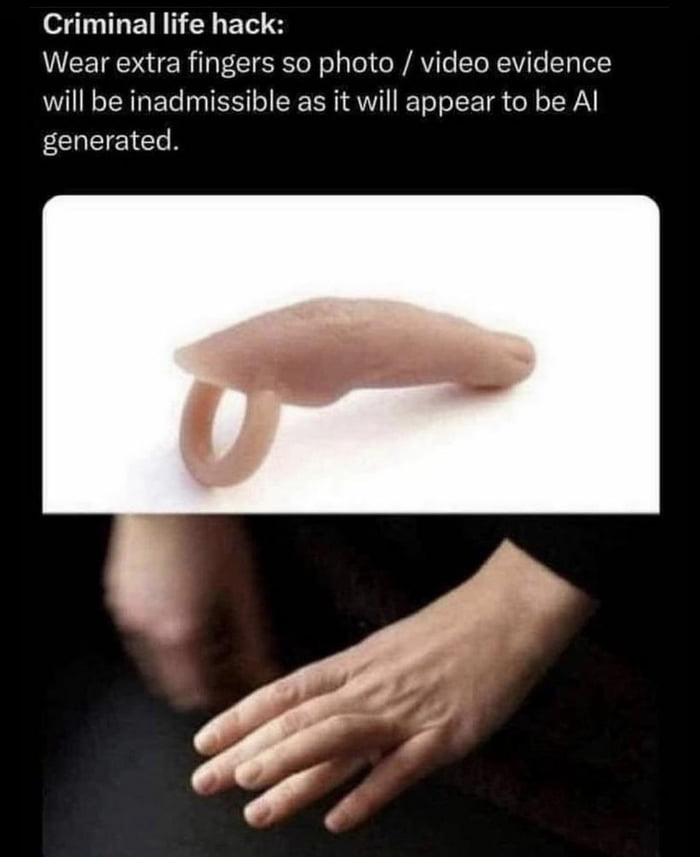 Criminal life hack:
Wear extra fingers so photo / video evidence
will be inadmissible as it will appear to be AI
generated.